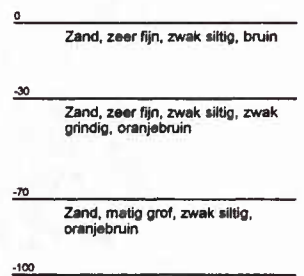 0
Zand, zeer fijn, zwak siltig, bruin
-30
Zand, zeer fijn, zwak siltig, zwak
grindig, oranjebruin
-70
Zand, matig grof, zwak siltig,
oranjebruin
-100